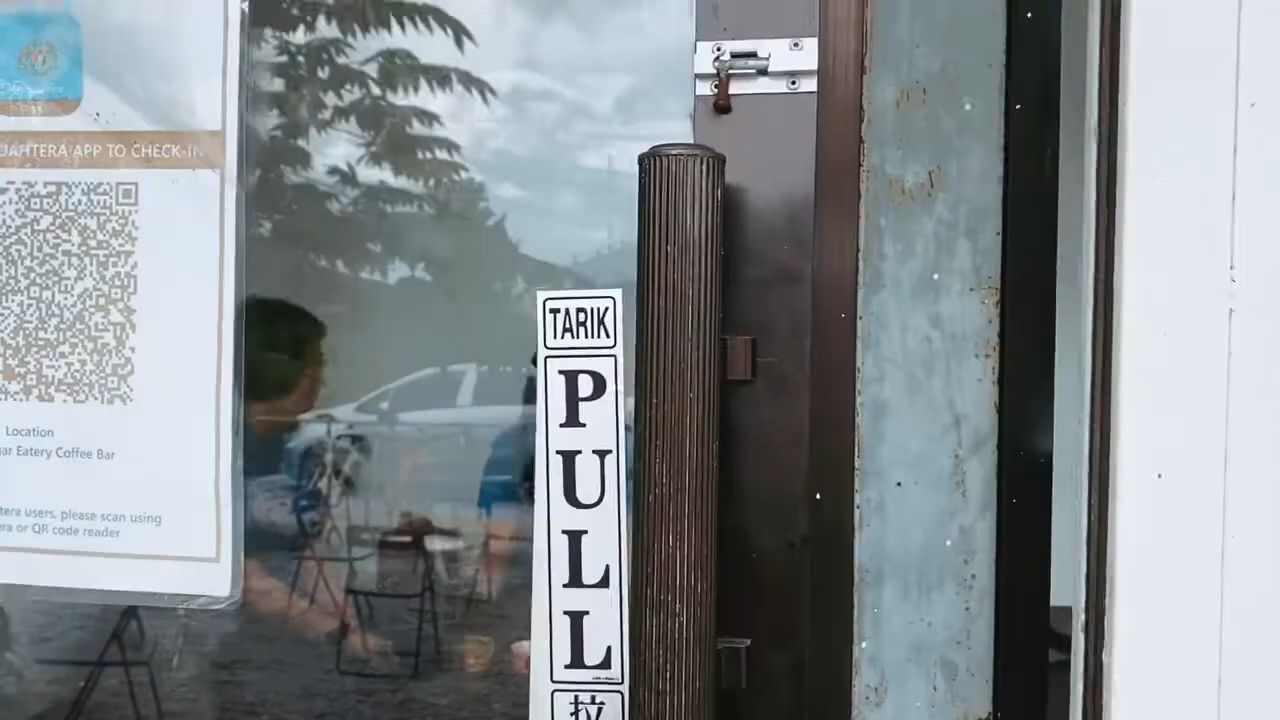 JAHTERA APP TO CHECK-IN
Location
ar Eatery Coffee Bar
tera users, please scan using
era or QR code reader
TARIK
PULL
拉